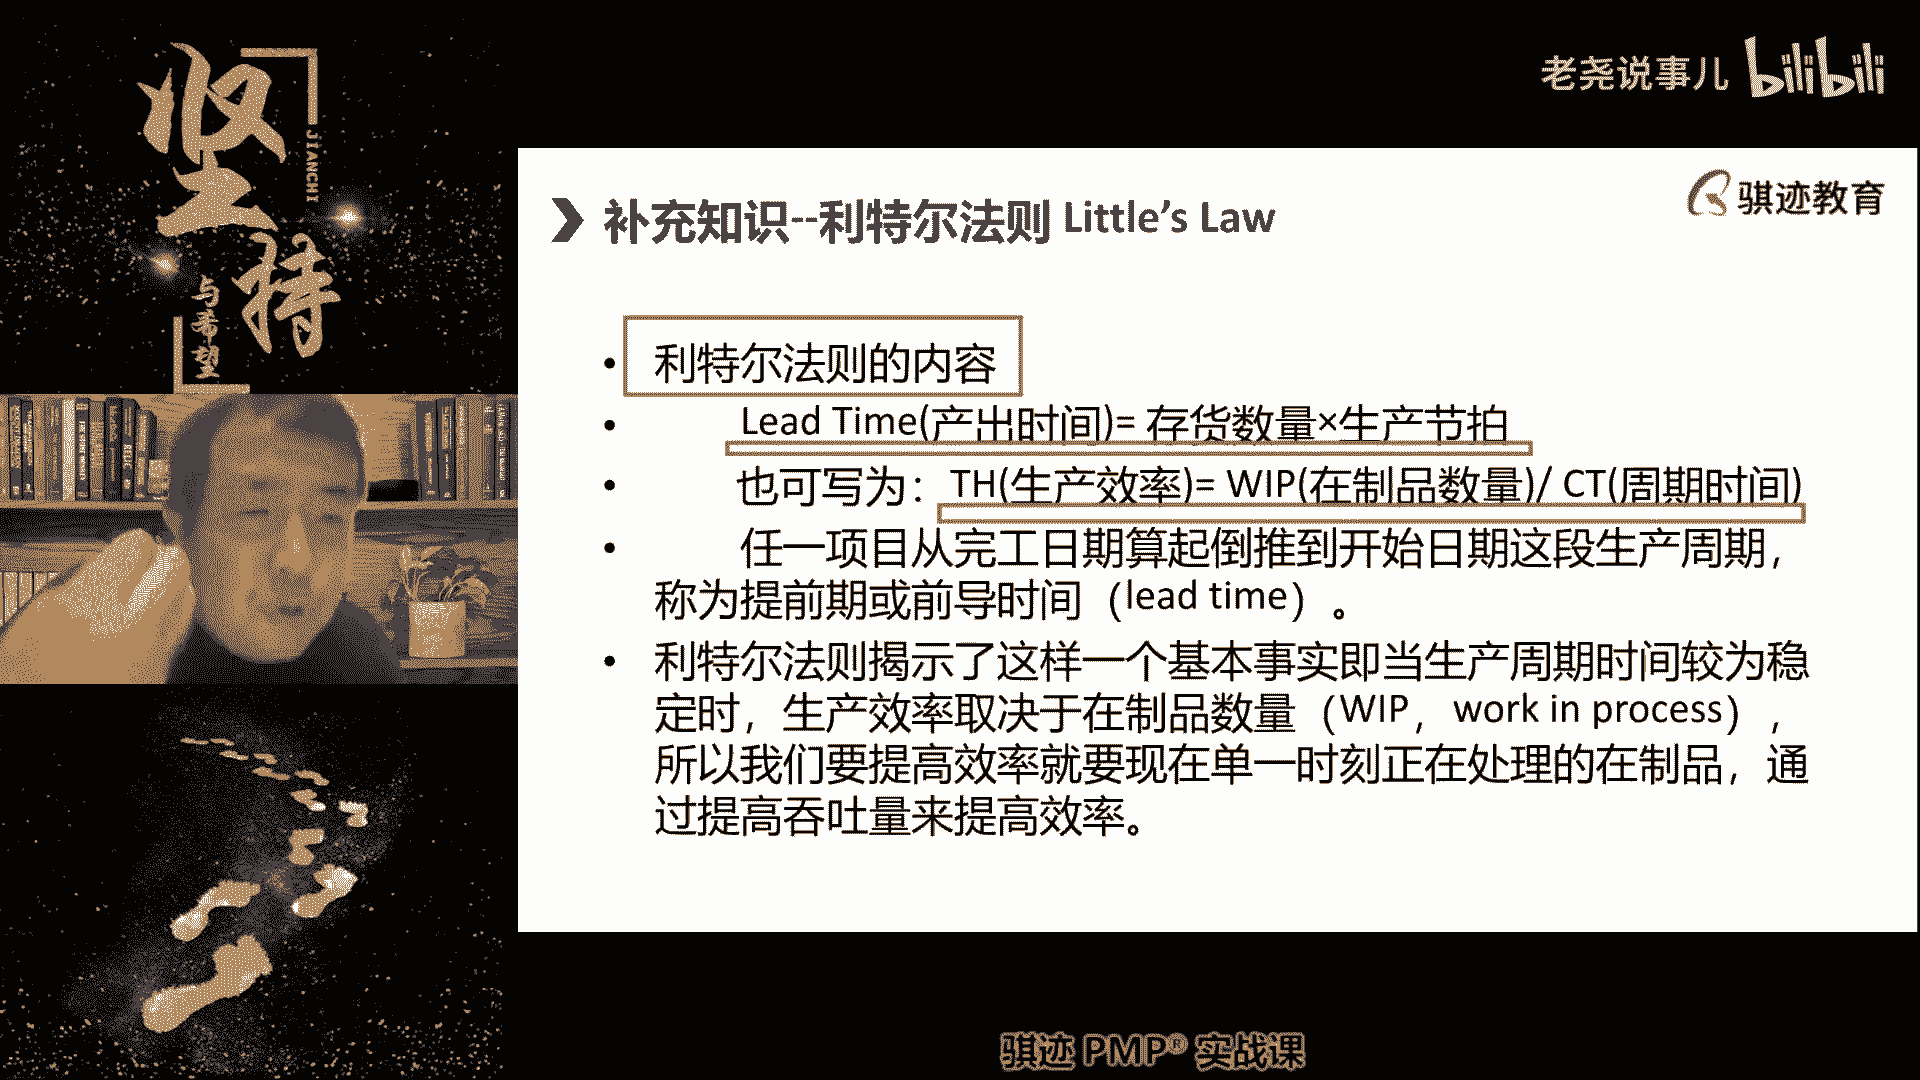 坚持
JIANCHI
与希望
老尧说事儿 bilibili
骐迹教育
补充知识--利特尔法则 Little’s Law
• 利特尔法则的内容
• Lead Time(产出时间)= 存货数量×生产节拍
• 也可写为：TH(生产效率)= WIP(在制品数量)/ CT(周期时间)
• 任一项目从完工日期算起倒推到开始日期这段生产周期，
称为提前期或前导时间（lead time）。
• 利特尔法则揭示了这样一个基本事实即当生产周期时间较为稳
定时，生产效率取决于在制品数量（WIP，work in process），
所以我们要提高效率就要现在单一时刻正在处理的在制品，通
过提高吞吐量来提高效率。
骐迹 PMP® 实战课